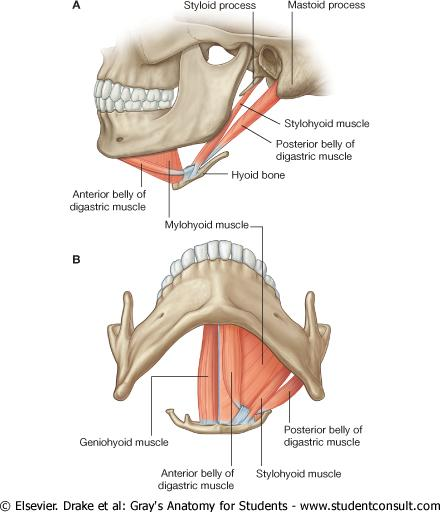 A
Styloid process
Mastoid process
Stylohyoid muscle
Posterior belly of
digastric muscle
Hyoid bone
Anterior belly of
digastric muscle
Mylohyoid muscle
B
Geniohyoid muscle
Posterior belly of
digastric muscle
Anterior belly of
digastric muscle
Stylohyoid muscle
© Elsevier. Drake et al: Gray's Anatomy for Students - www.studentconsult.com